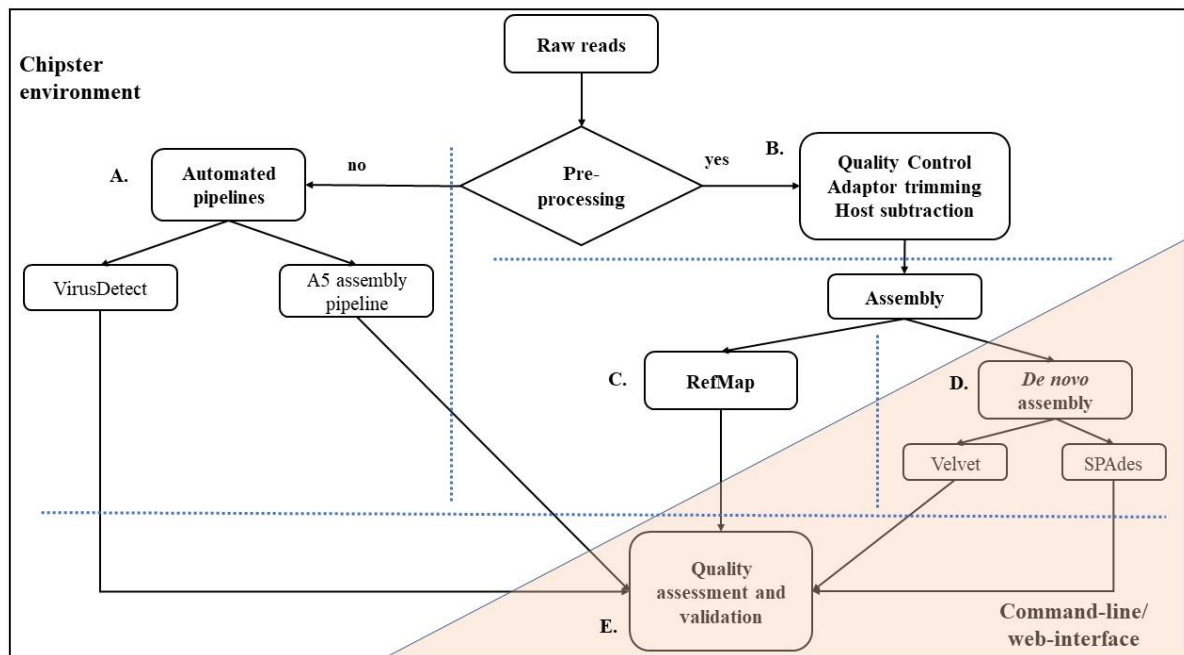 Raw reads
Chipster
environment
B.
no
yes
Quality Control
Adaptor trimming
Host subtraction
A.
Automated
pipelines
Pre-
processing
VirusDetect
A5 assembly
pipeline
Assembly
C.
RefMap
D.
De novo
assembly
Velvet
SPAdes
Quality
assessment and
validation
E.
Command-line/
web-interface